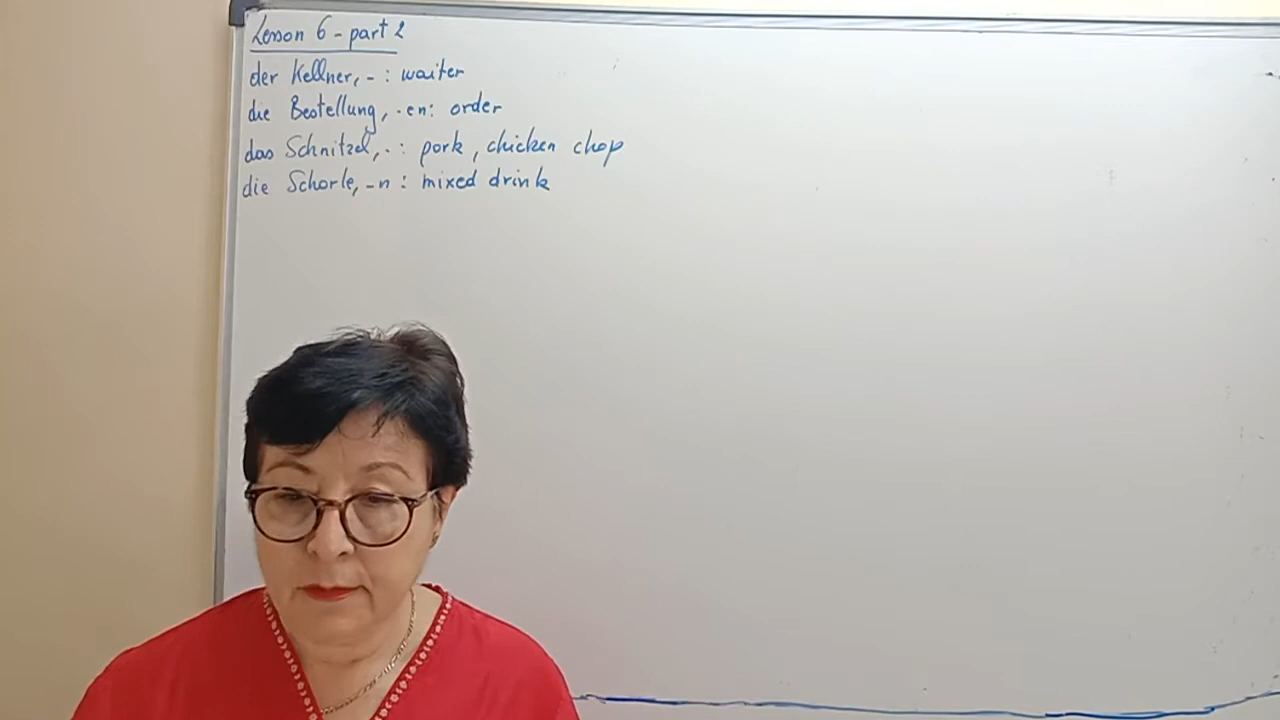 Lesson 6 - part 2
der Kellner, - : waiter
die Bestellung, -en: order
das Schnitzel, - : pork, chicken chop
die Schorle, -n : mixed drink